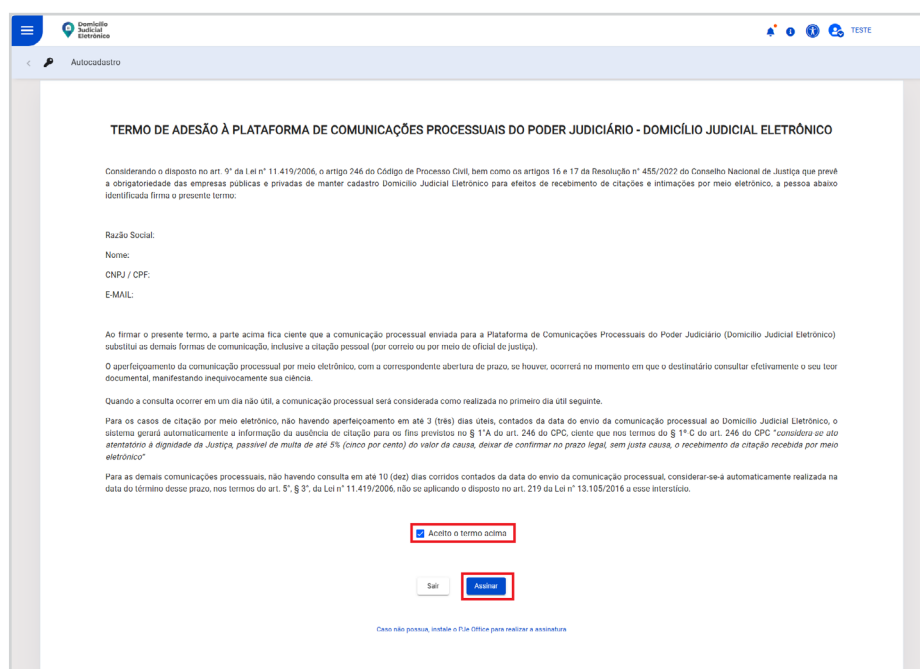 Domicílio
Judicial
Eletrônico
TESTE
Autocadastro
TERMO DE ADESÃO À PLATAFORMA DE COMUNICAÇÕES PROCESSUAIS DO PODER JUDICIÁRIO - DOMICÍLIO JUDICIAL ELETRÔNICO
Considerando o disposto no art. 9° da Lei n° 11.419/2006, o artigo 246 do Código de Processo Civil, bem como os artigos 16 e 17 da Resolução n° 455/2022 do Conselho Nacional de Justiça que prevê
a obrigatoriedade das empresas públicas e privadas de manter cadastro Domicílio Judicial Eletrônico para efeitos de recebimento de citações e intimações por meio eletrônico, a pessoa abaixo
identificada firma o presente termo:
Razão Social:
Nome:
CNPJ / CPF:
E-MAIL:
Ao firmar o presente termo, a parte acima fica ciente que a comunicação processual enviada para a Plataforma de Comunicações Processuais do Poder Judiciário (Domicílio Judicial Eletrônico)
substitui as demais formas de comunicação, inclusive a citação pessoal (por correio ou por meio de oficial de justiça).
O aperfeiçoamento da comunicação processual por meio eletrônico, com a correspondente abertura de prazo, se houver, ocorrerá no momento em que o destinatário consultar efetivamente o seu teor
documental, manifestando inequivocamente sua ciência.
Quando a consulta ocorrer em um dia não útil, a comunicação processual será considerada como realizada no primeiro dia útil seguinte.
Para os casos de citação por meio eletrônico, não havendo aperfeiçoamento em até 3 (três) dias úteis, contados da data do envio da comunicação processual ao Domicílio Judicial Eletrônico, o
sistema gerará automaticamente a informação da ausência de citação para os fins previstos no § 1°A do art. 246 do CPC, ciente que nos termos do § 1º C do art. 246 do CPC "considera-se ato
atentatório à dignidade da Justiça, passível de multa de até 5% (cinco por cento) do valor da causa, deixar de confirmar no prazo legal, sem justa causa, o recebimento da citação recebida por meio
eletrônico"
Para as demais comunicações processuais, não havendo consulta em até 10 (dez) dias corridos contados da data do envio da comunicação processual, considerar-se-á automaticamente realizada na
data do término desse prazo, nos termos do art. 5°, § 3°, da Lei n° 11.419/2006, não se aplicando o disposto no art. 219 da Lei n° 13.105/2016 a esse interstício.
Aceito o termo acima
Sair
Assinar
Caso não possua, instale o PJe Office para realizar a assinatura